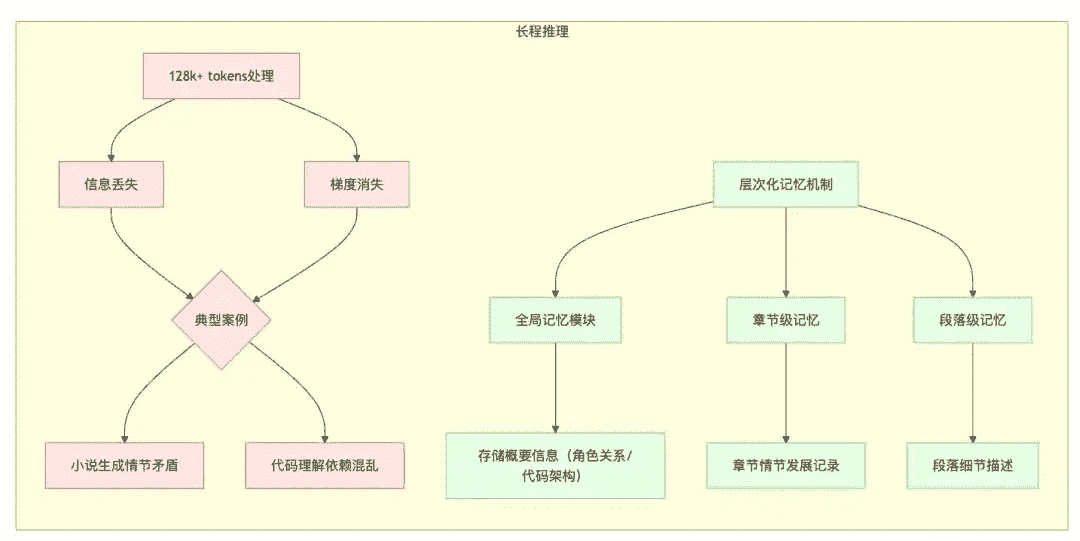 长程推理
128k+ tokens处理
信息丢失
梯度消失
层次化记忆机制
典型案例
全局记忆模块
章节级记忆
段落级记忆
小说生成情节矛盾
代码理解依赖混乱
存储概要信息（角色关系/
代码架构）
章节情节发展记录
段落细节描述